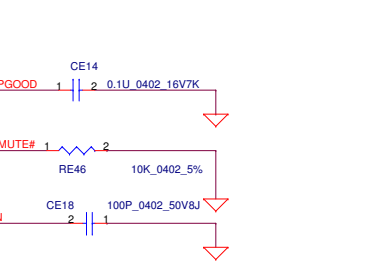 CE14
PGOOD 1 2 0.1U_0402_16V7K
MUTE# 1 2
RE46 10K_0402_5%
CE18 100P_0402_50V8J
N 2 1